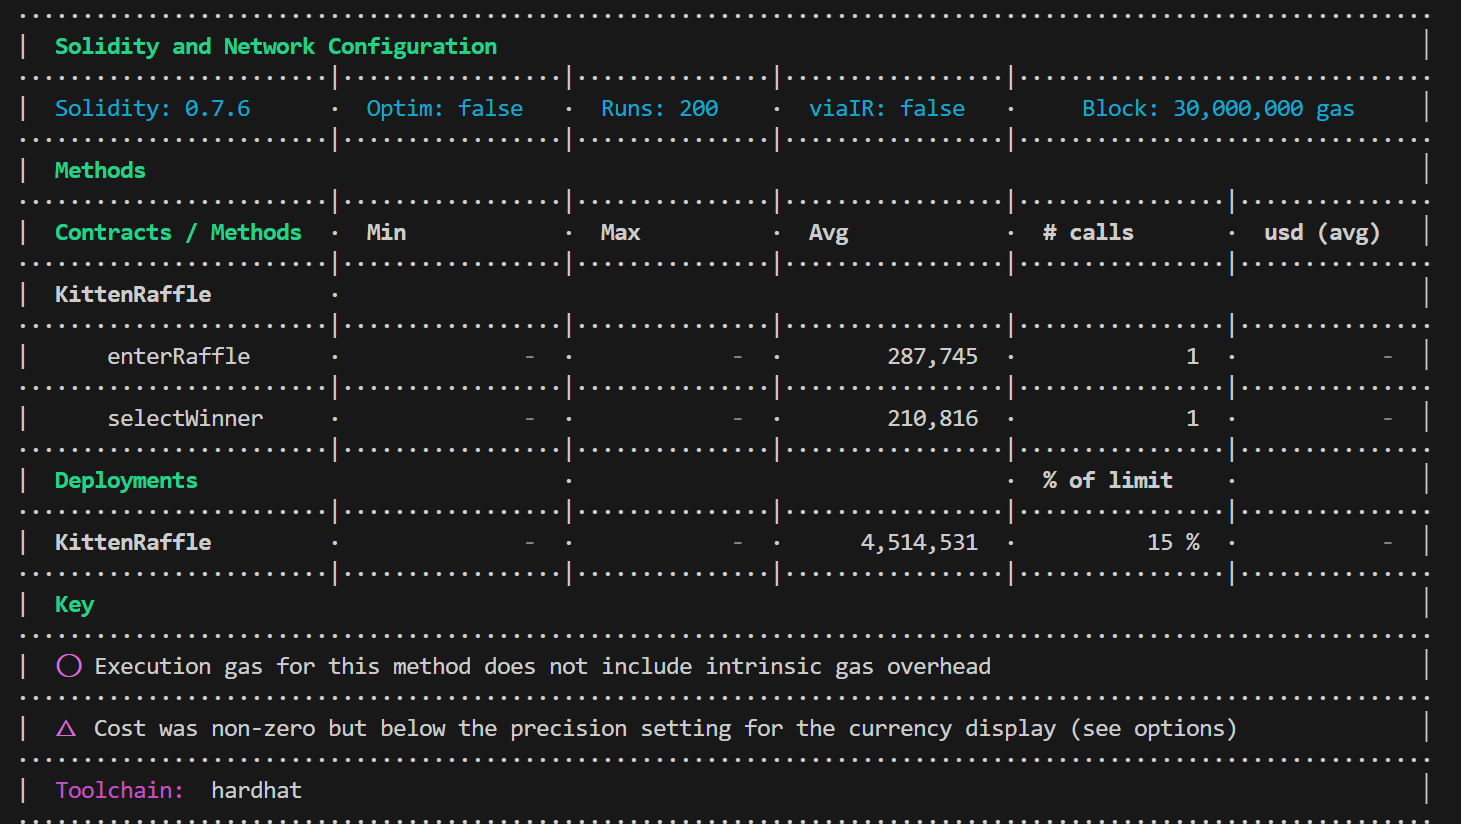 Solidity and Network Configuration
Solidity: 0.7.6 · Optim: false · Runs: 200 · viaIR: false · Block: 30,000,000 gas
Methods
Contracts / Methods · Min · Max · Avg · # calls · usd (avg)
KittenRaffle ·
enterRaffle · - · - · 287,745 · 1 · -
selectWinner · - · - · 210,816 · 1 · -
Deployments · · % of limit ·
KittenRaffle · - · - · 4,514,531 · 15 % · -
Key
◯ Execution gas for this method does not include intrinsic gas overhead
△ Cost was non-zero but below the precision setting for the currency display (see options)
Toolchain: hardhat